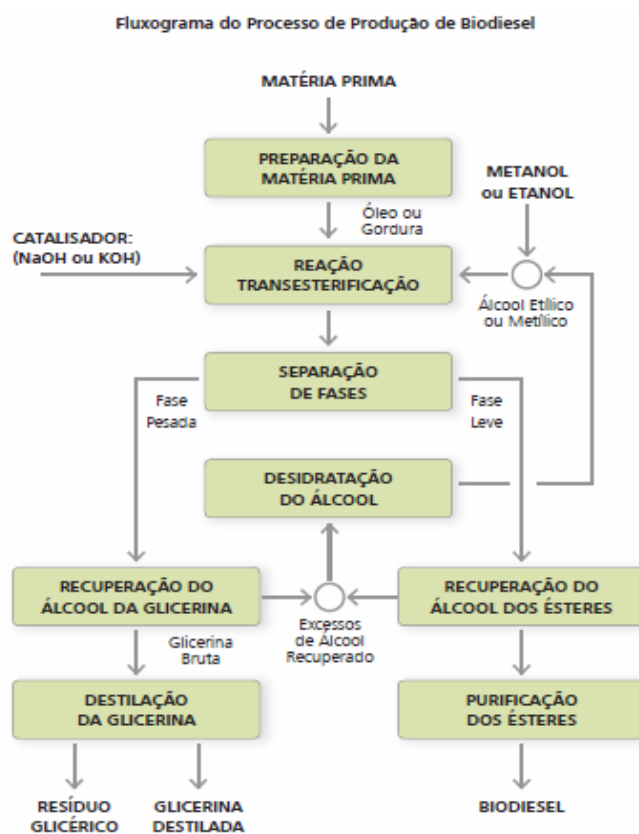 Fluxograma do Processo de Produção de Biodiesel
MATÉRIA PRIMA
PREPARAÇÃO DA
MATÉRIA PRIMA
METANOL
ou ETANOL
Óleo ou
Gordura
CATALISADOR:
(NaOH ou KOH)
REAÇÃO
TRANSESTERIFICAÇÃO
Álcool Etílico
ou Metílico
SEPARAÇÃO
DE FASES
Fase
Pesada
Fase
Leve
DESIDRATAÇÃO
DO ÁLCOOL
RECUPERAÇÃO DO
ÁLCOOL DA GLICERINA
RECUPERAÇÃO DO
ÁLCOOL DOS ÉSTERES
Excessos
de Álcool
Recuperado
Glicerina
Bruta
DESTILAÇÃO
DA GLICERINA
PURIFICAÇÃO
DOS ÉSTERES
RESÍDUO
GLICÉRICO
GLICERINA
DESTILADA
BIODIESEL